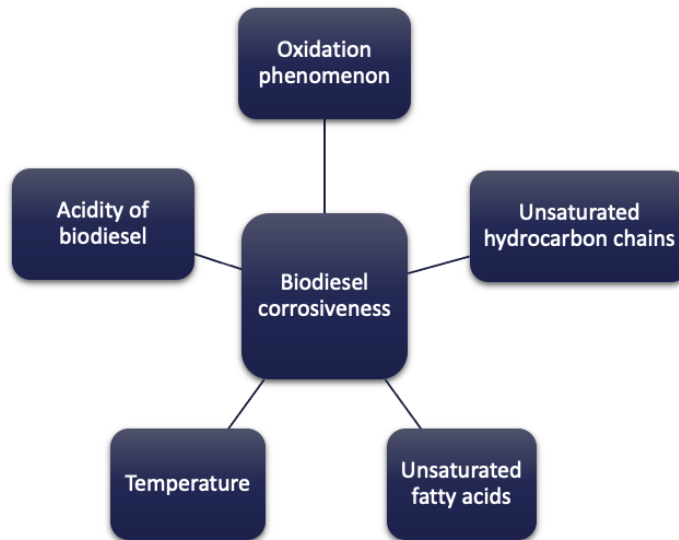 Oxidation
phenomenon
Acidity of
biodiesel
Unsaturated
hydrocarbon chains
Biodiesel
corrosiveness
Temperature
Unsaturated
fatty acids